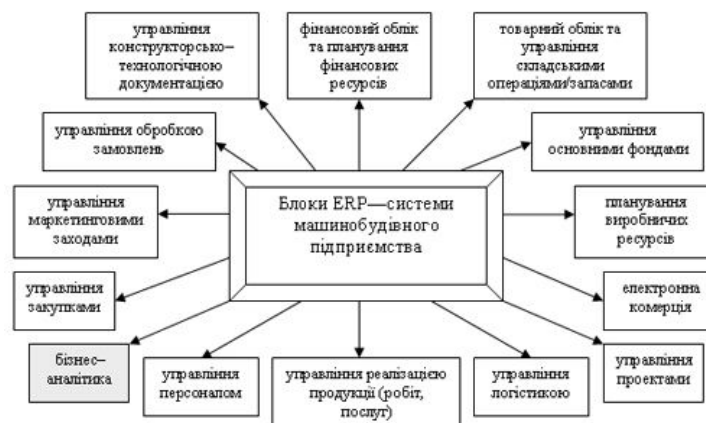 управління
конструкторсько–
технологічною
документацією
фінансовий облік
та планування
фінансових
ресурсів
товарний облік та
управління
складськими
операціями/запасами
управління обробкою
замовлень
управління
основними фондами
Блоки ERP—системи
машинобудівного
підприємства
управління
маркетинговими
заходами
планування
виробничих
ресурсів
управління
закупками
електронна
комерція
бізнес–
аналітика
управління
персоналом
управління реалізацією
продукції (робіт,
послуг)
управління
логістикою
управління
проектами